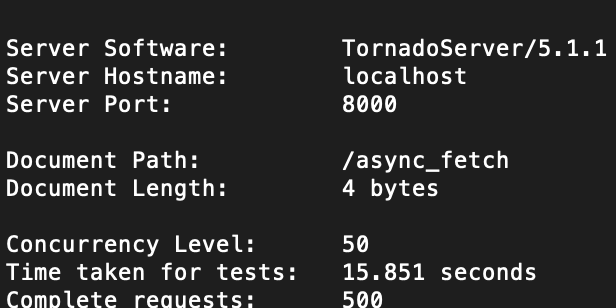 Server Software: TornadoServer/5.1.1
Server Hostname: localhost
Server Port: 8000
Document Path: /async_fetch
Document Length: 4 bytes
Concurrency Level: 50
Time taken for tests: 15.851 seconds
Complete requests: 500